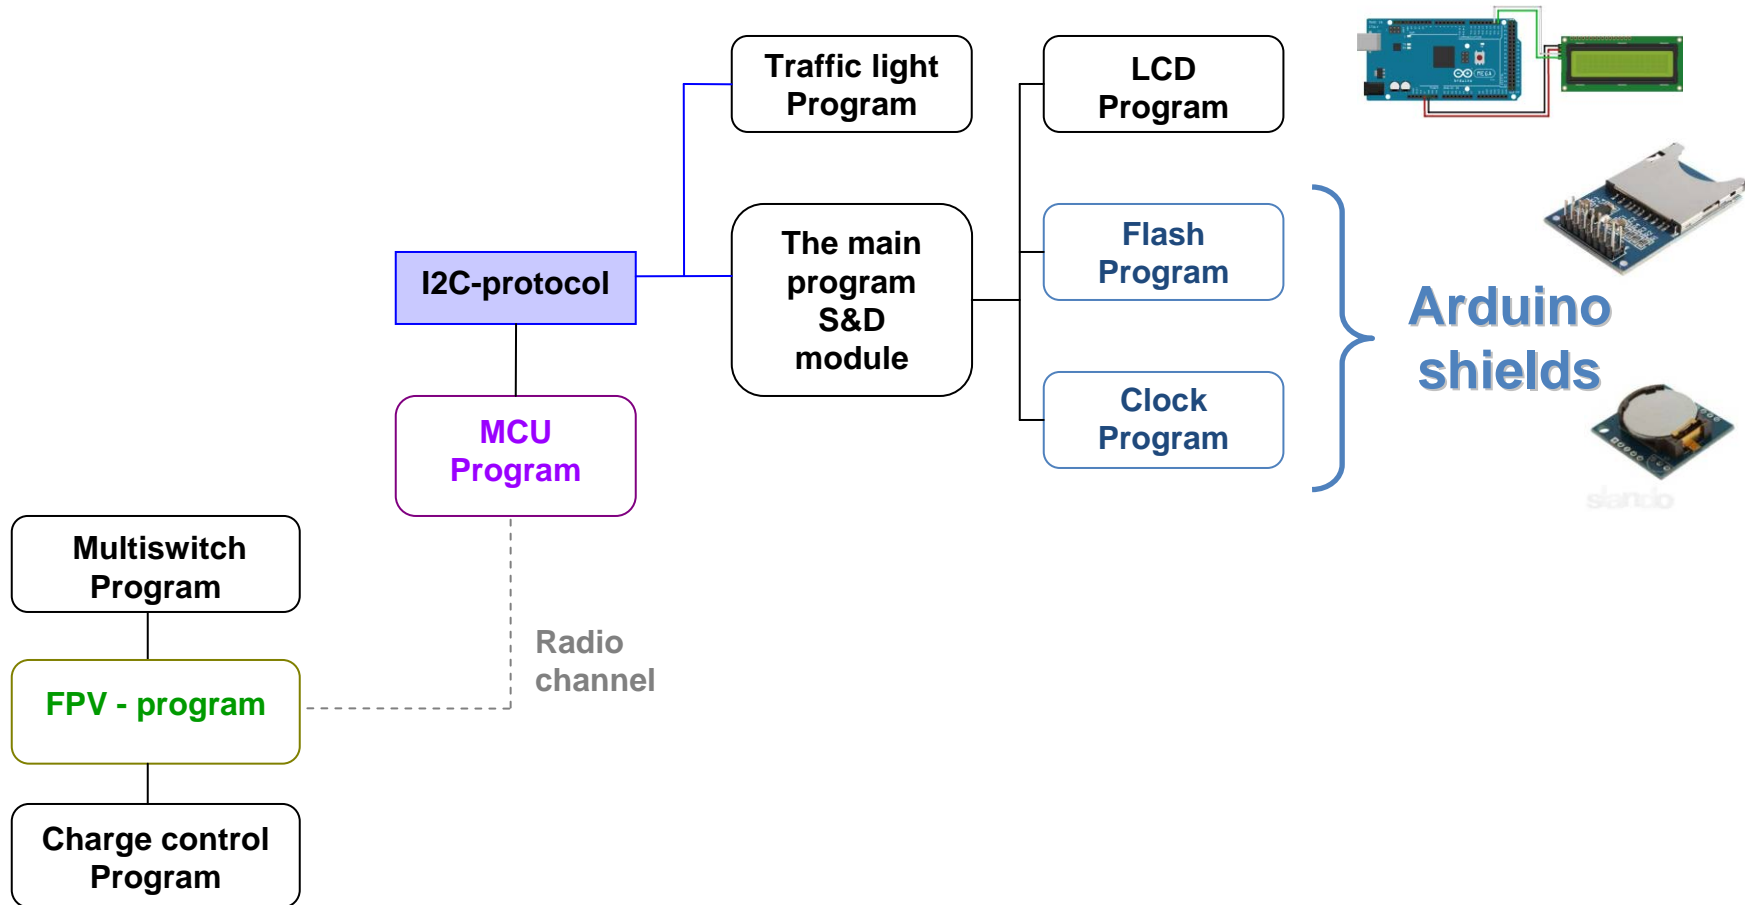 Traffic light
Program
LCD
Program
The main
program
S&D
module
Flash
Program
Clock
Program
Arduino
shields
I2C-protocol
MCU
Program
Multiswitch
Program
FPV - program
Charge control
Program
Radio
channel
MEGA